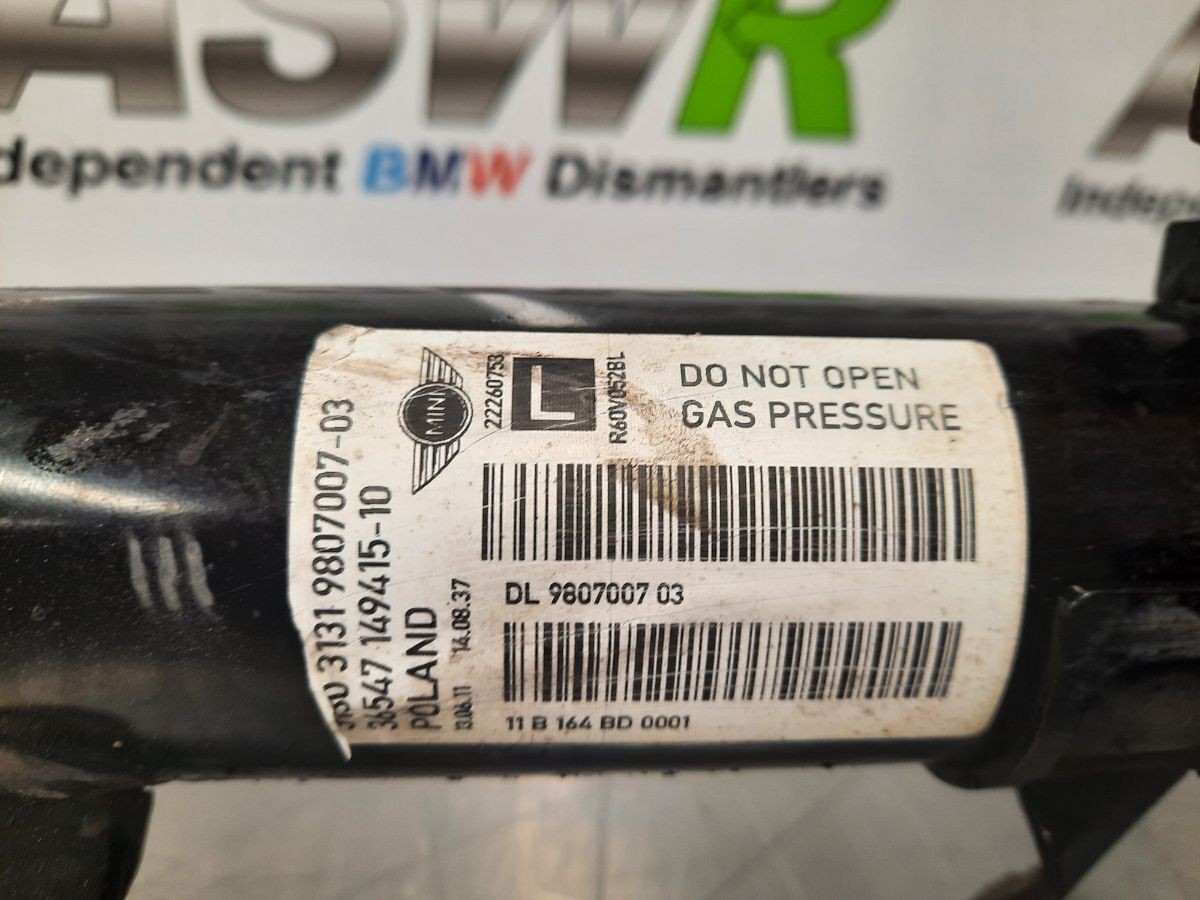 ASWR
dependent BMW Dismantlers
Indepe
3131 9807007-03
36547 149415-10
POLAND
13.06.11 14.08.37
MINI
22260753
L
R60V052BL
DO NOT OPEN
GAS PRESSURE
DL 9807007 03
11 B 164 BD 0001